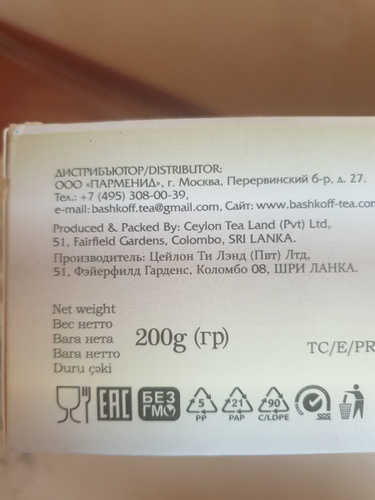 ДИСТРИБЬЮТОР/DISTRIBUTOR:
ООО "ПАРМЕНИД», г. Москва, Перервинский б-р, д. 27.
Тел.: +7 (495) 308-00-39,
e-mail: bashkoff.tea@gmail.com, Сайт: www.bashkoff-tea.com
Produced & Packed By: Ceylon Tea Land (Pvt) Ltd,
51, Fairfield Gardens, Colombo, SRI LANKA.
Производитель: Цейлон Ти Лэнд (Пвт) Лтд,
51. Фэйерфилд Гарденс, Коломбо 08, ШРИ ЛАНКА.
Net weight
Вес нетто
Вага нета
Вага нетто
Duru çəki
200g (гр)
TC/E/PR
EAC
БЕЗ
ГМО
5
PP
21
PAP
90
C/LDPE
SGS